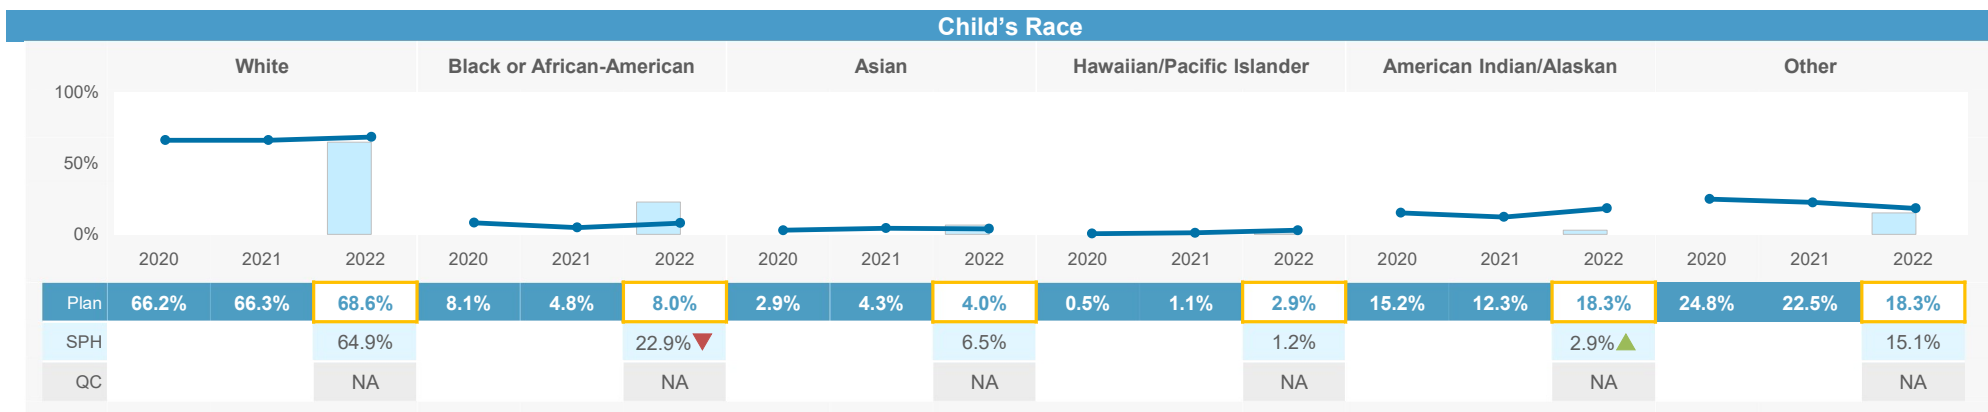 Child's Race
White Black or African-American Asian Hawaiian/Pacific Islander American Indian/Alaskan Other
100%
50%
0%
2020 2021 2022 2020 2021 2022 2020 2021 2022 2020 2021 2022 2020 2021 2022 2020 2021 2022
Plan 66.2% 66.3% 68.6% 8.1% 4.8% 8.0% 2.9% 4.3% 4.0% 0.5% 1.1% 2.9% 15.2% 12.3% 18.3% 24.8% 22.5% 18.3%
SPH 64.9% 22.9% 6.5% 1.2% 2.9% 15.1%
QC NA NA NA NA NA NA